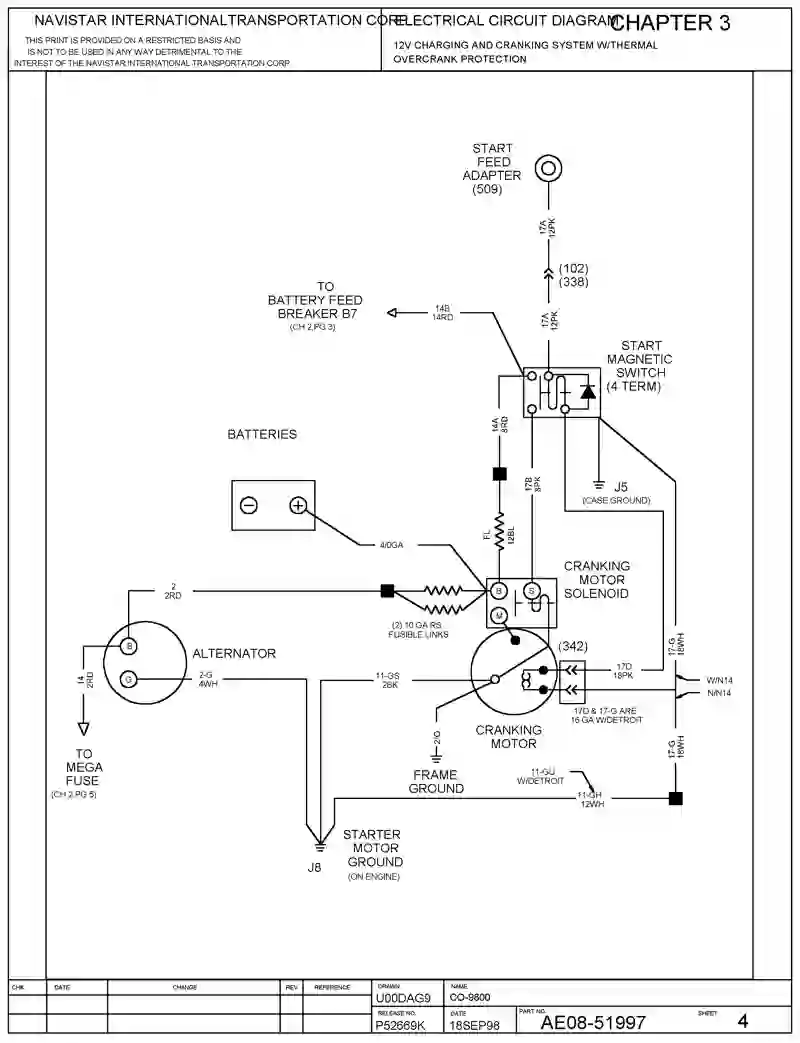 NAVISTAR INTERNATIONALTRANSPORTATION CORP
THIS PRINT IS PROVIDED ON A RESTRICTED BASIS AND
IS NOT TO BE USED IN ANY WAY DETRIMENTAL TO THE
INTEREST OF THE NAVISTAR INTERNATIONAL TRANSPORTATION CORP
ELECTRICAL CIRCUIT DIAGRAM
CHAPTER 3
12V CHARGING AND CRANKING SYSTEM W/THERMAL
OVERCRANK PROTECTION
START
FEED
ADAPTER
(509)
17A
12PK
(102)
(338)
TO
BATTERY FEED
BREAKER B7
(CH 2,PG 3)
14B
14RD
17A
12PK
START
MAGNETIC
SWITCH
(4 TERM)
14A
8RD
BATTERIES
17B
8PK
J5
(CASE GROUND)
FL
12BL
4/0GA
CRANKING
MOTOR
SOLENOID
B
S
M
2
2RD
(2) 10 GA RS
FUSIBLE LINKS
(342)
17-G
18WH
B
ALTERNATOR
G
2-G
4WH
14
2RD
11-GS
2BK
17D
18PK
W/N14
N/N14
17D & 17-G ARE
16 GA W/DETROIT
CRANKING
MOTOR
2/G
17-G
18WH
TO
MEGA
FUSE
(CH 2,PG 5)
FRAME
GROUND
11-GU
W/DETROIT
11-GH
12WH
STARTER
MOTOR
GROUND
(ON ENGINE)
J8
CHK
DATE
CHANGE
REV
REFERENCE
DRAWN
U00DAG9
NAME
CO-9800
RELEASE NO.
P52669K
DATE
18SEP98
PART NO.
AE08-51997
SHEET
4